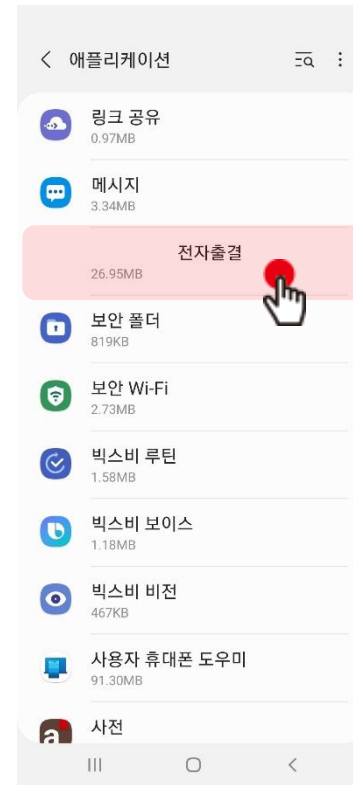 애플리케이션
링크 공유
0.97MB
메시지
3.34MB
전자출결
26.95MB
보안 폴더
819KB
보안 Wi-Fi
2.73MB
빅스비 루틴
1.58MB
빅스비 보이스
1.18MB
빅스비 비전
467KB
사용자 휴대폰 도우미
91.30MB
사전